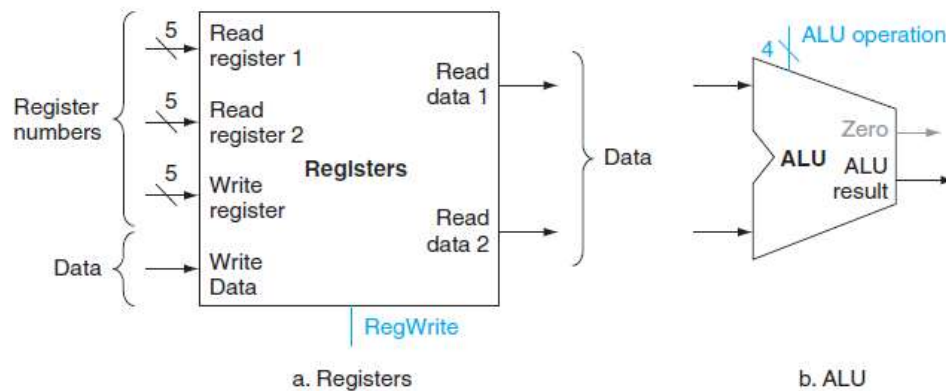 Register
numbers
Data
5
Read
register 1
5
Read
register 2
5
Write
register
Write
Data
Registers
Read
data 1
Read
data 2
RegWrite
Data
a. Registers
4
ALU operation
Zero
ALU
ALU
result
b. ALU